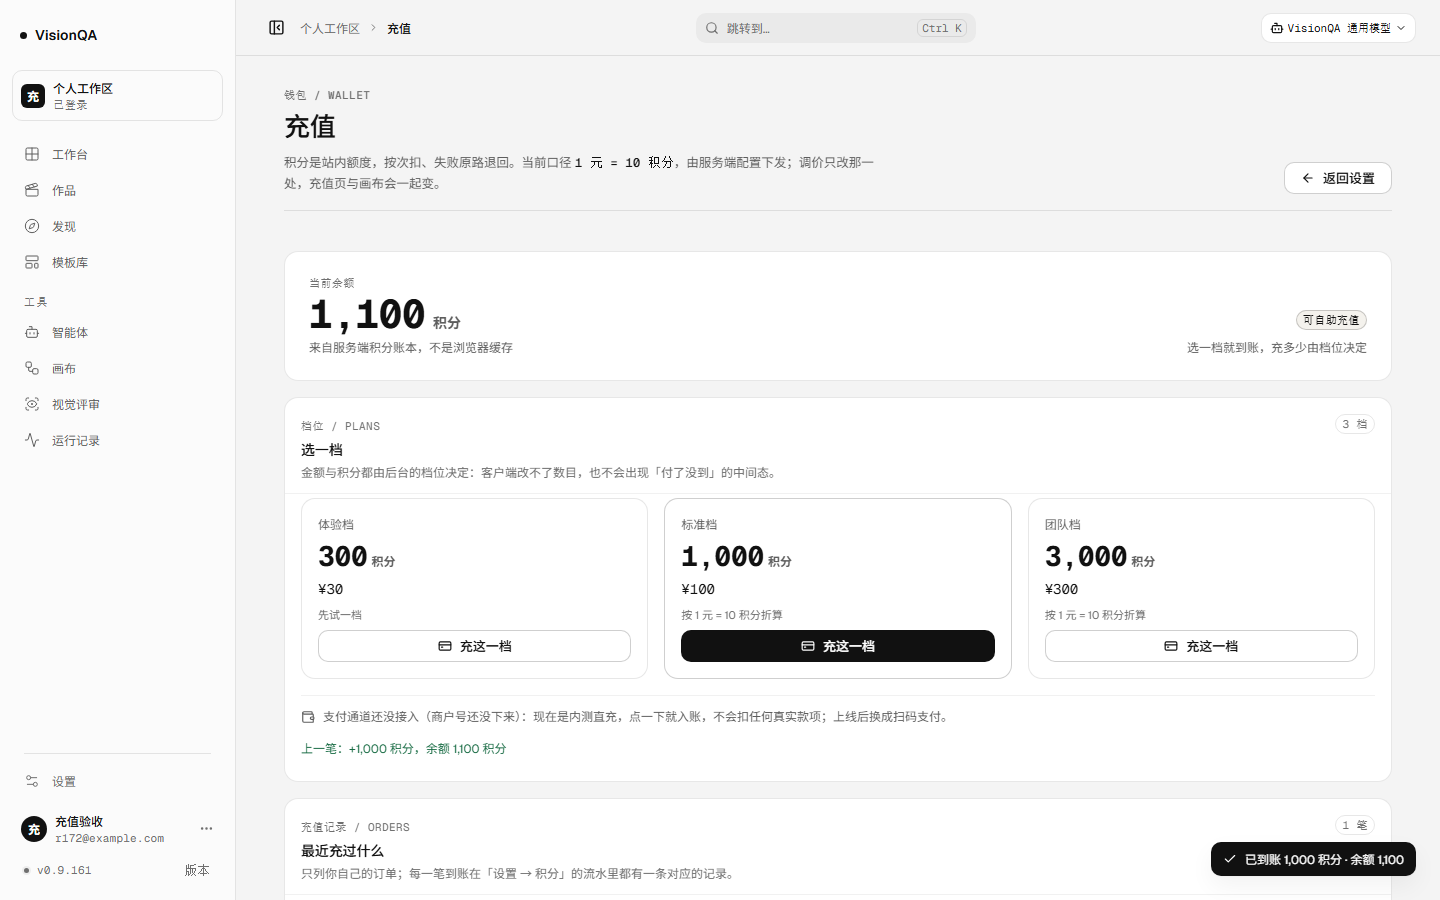 VisionQA
充 个人工作区
已登录
工作台
作品
发现
模板库
工具
智能体
画布
视觉评审
运行记录
设置
充 充值验收
r172@example.com
v0.9.161 版本
个人工作区 > 充值
跳转到… Ctrl K
VisionQA 通用模型
钱包 / WALLET
充值
积分是站内额度，按次扣、失败原路退回。当前口径 1 元 = 10 积分，由服务端配置下发；调价只改那一
处，充值页与画布会一起变。
← 返回设置
当前余额
1,100 积分
来自服务端积分账本，不是浏览器缓存
可自助充值
选一档就到账，充多少由档位决定
档位 / PLANS
3 档
选一档
金额与积分都由后台的档位决定：客户端改不了数目，也不会出现「付了没到」的中间态。
体验档
300 积分
¥30
先试一档
充这一档
标准档
1,000 积分
¥100
按 1 元 = 10 积分折算
充这一档
团队档
3,000 积分
¥300
按 1 元 = 10 积分折算
充这一档
支付通道还没接入（商户号还没下来）：现在是内测直充，点一下就入账，不会扣任何真实款项；上线后换成扫码支付。
上一笔：+1,000 积分，余额 1,100 积分
充值记录 / ORDERS
1 笔
最近充过什么
只列你自己的订单；每一笔到账在「设置 → 积分」的流水里都有一条对应的记录。
已到账 1,000 积分 · 余额 1,100